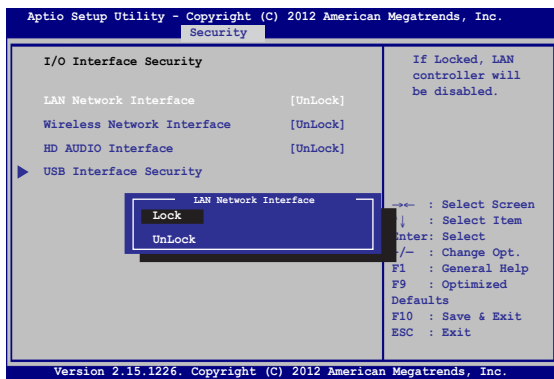 Aptio Setup Utility - Copyright (C) 2012 American Megatrends, Inc.
Security
I/O Interface Security
LAN Network Interface [UnLock]
Wireless Network Interface [UnLock]
HD AUDIO Interface [UnLock]
USB Interface Security
If Locked, LAN
controller will
be disabled.
LAN Network Interface
Lock
UnLock
→← : Select Screen
↓ : Select Item
Enter: Select
/— : Change Opt.
F1 : General Help
F9 : Optimized
Defaults
F10 : Save & Exit
ESC : Exit
Version 2.15.1226. Copyright (C) 2012 American Megatrends, Inc.